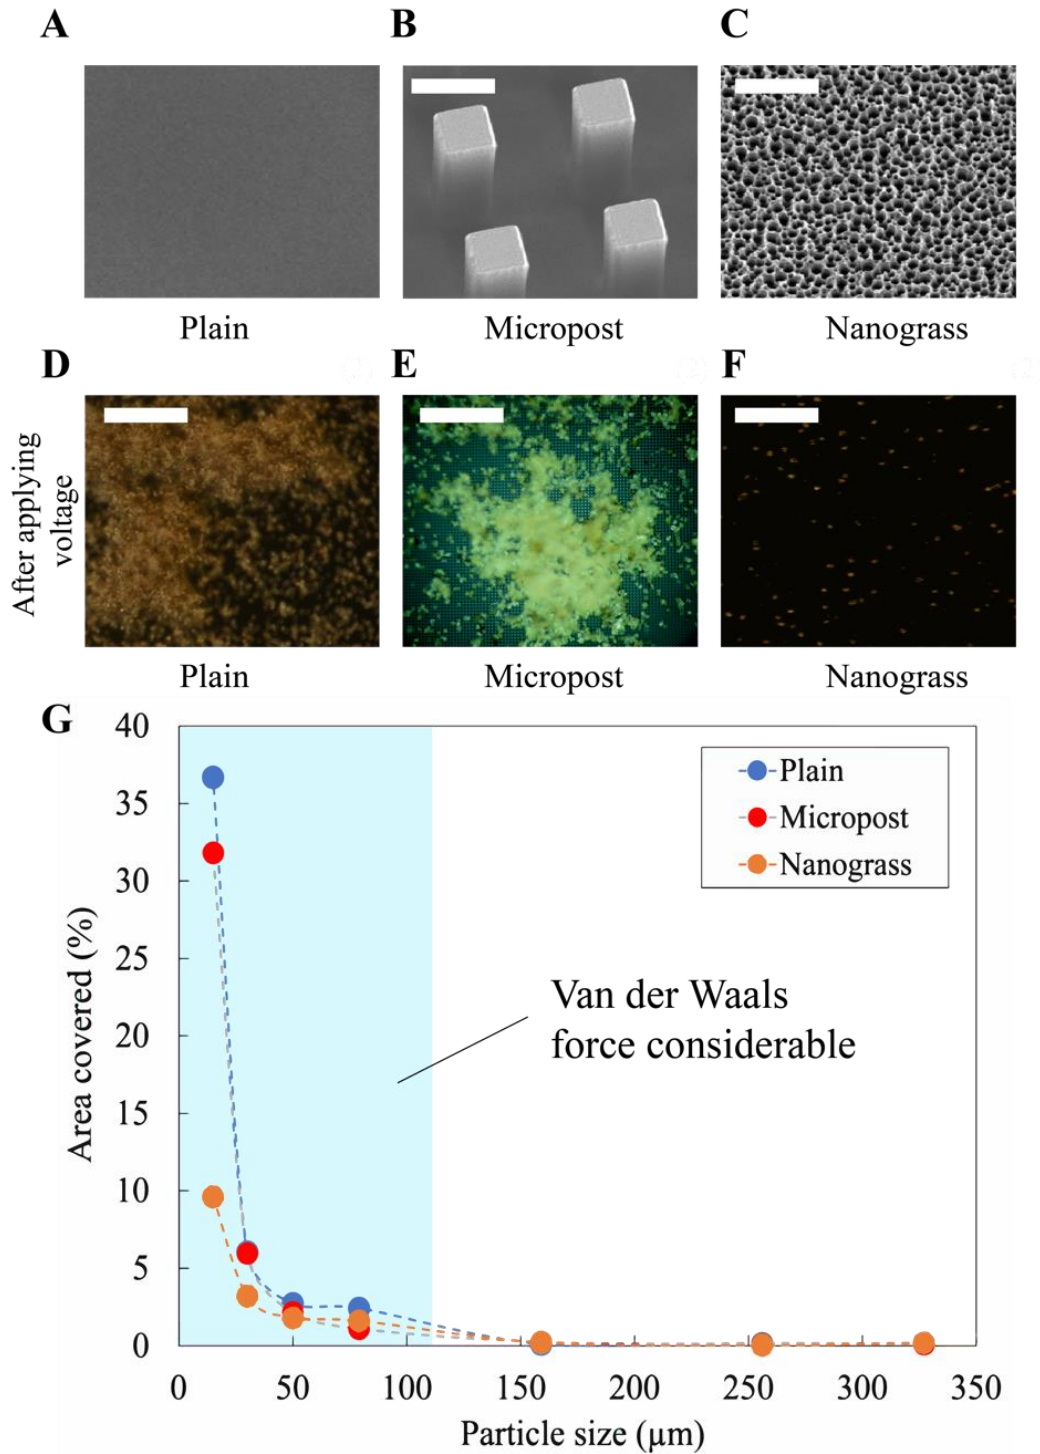 A B C
Plain Micropost Nanograss
D E F
After applying
voltage
Plain Micropost Nanograss
G
40
35
30
25
20
15
10
5
0
Area covered (%)
Plain
Micropost
Nanograss
Van der Waals
force considerable
0 50 100 150 200 250 300 350
Particle size (µm)